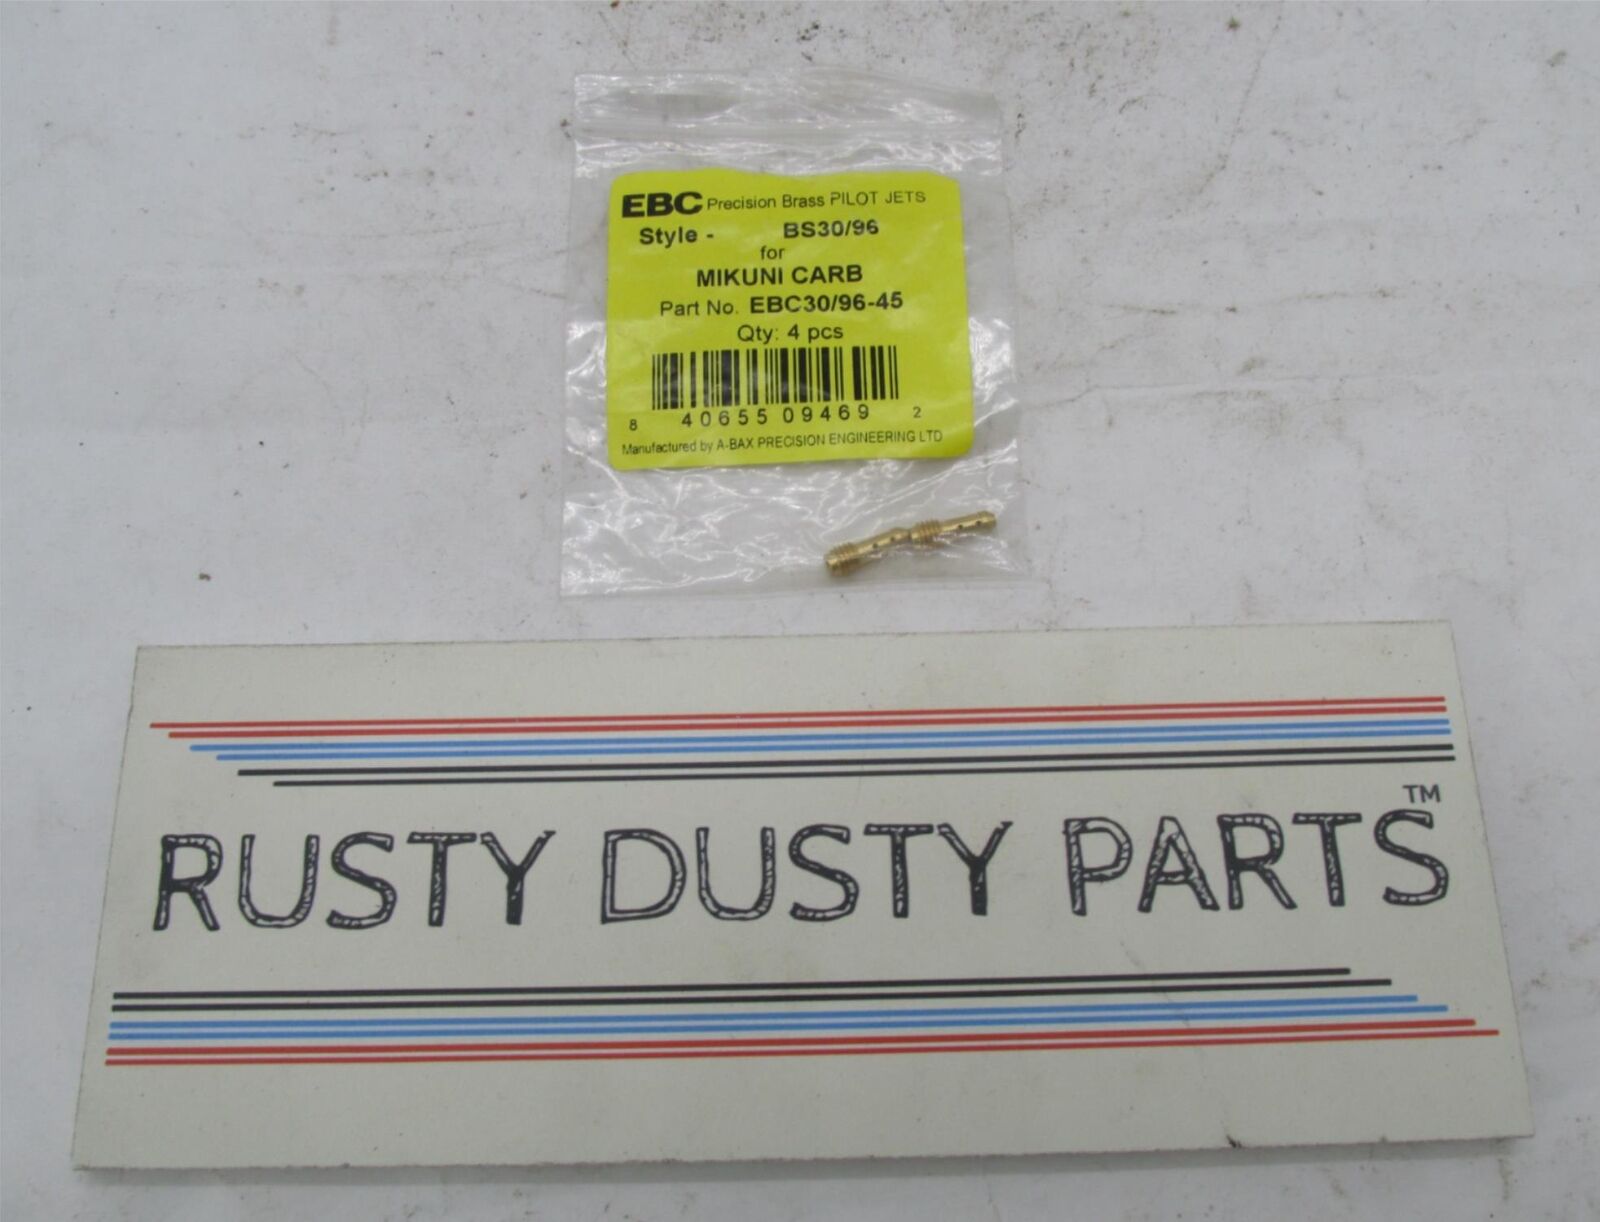 EBC Precision Brass PILOT JETS
Style - BS30/96
for
MIKUNI CARB
Part No. EBC30/96-45
Qty: 4 pcs
8 40655 09469 2
Manufactured by A-BAX PRECISION ENGINEERING LTD
RUSTY DUSTY PARTS™